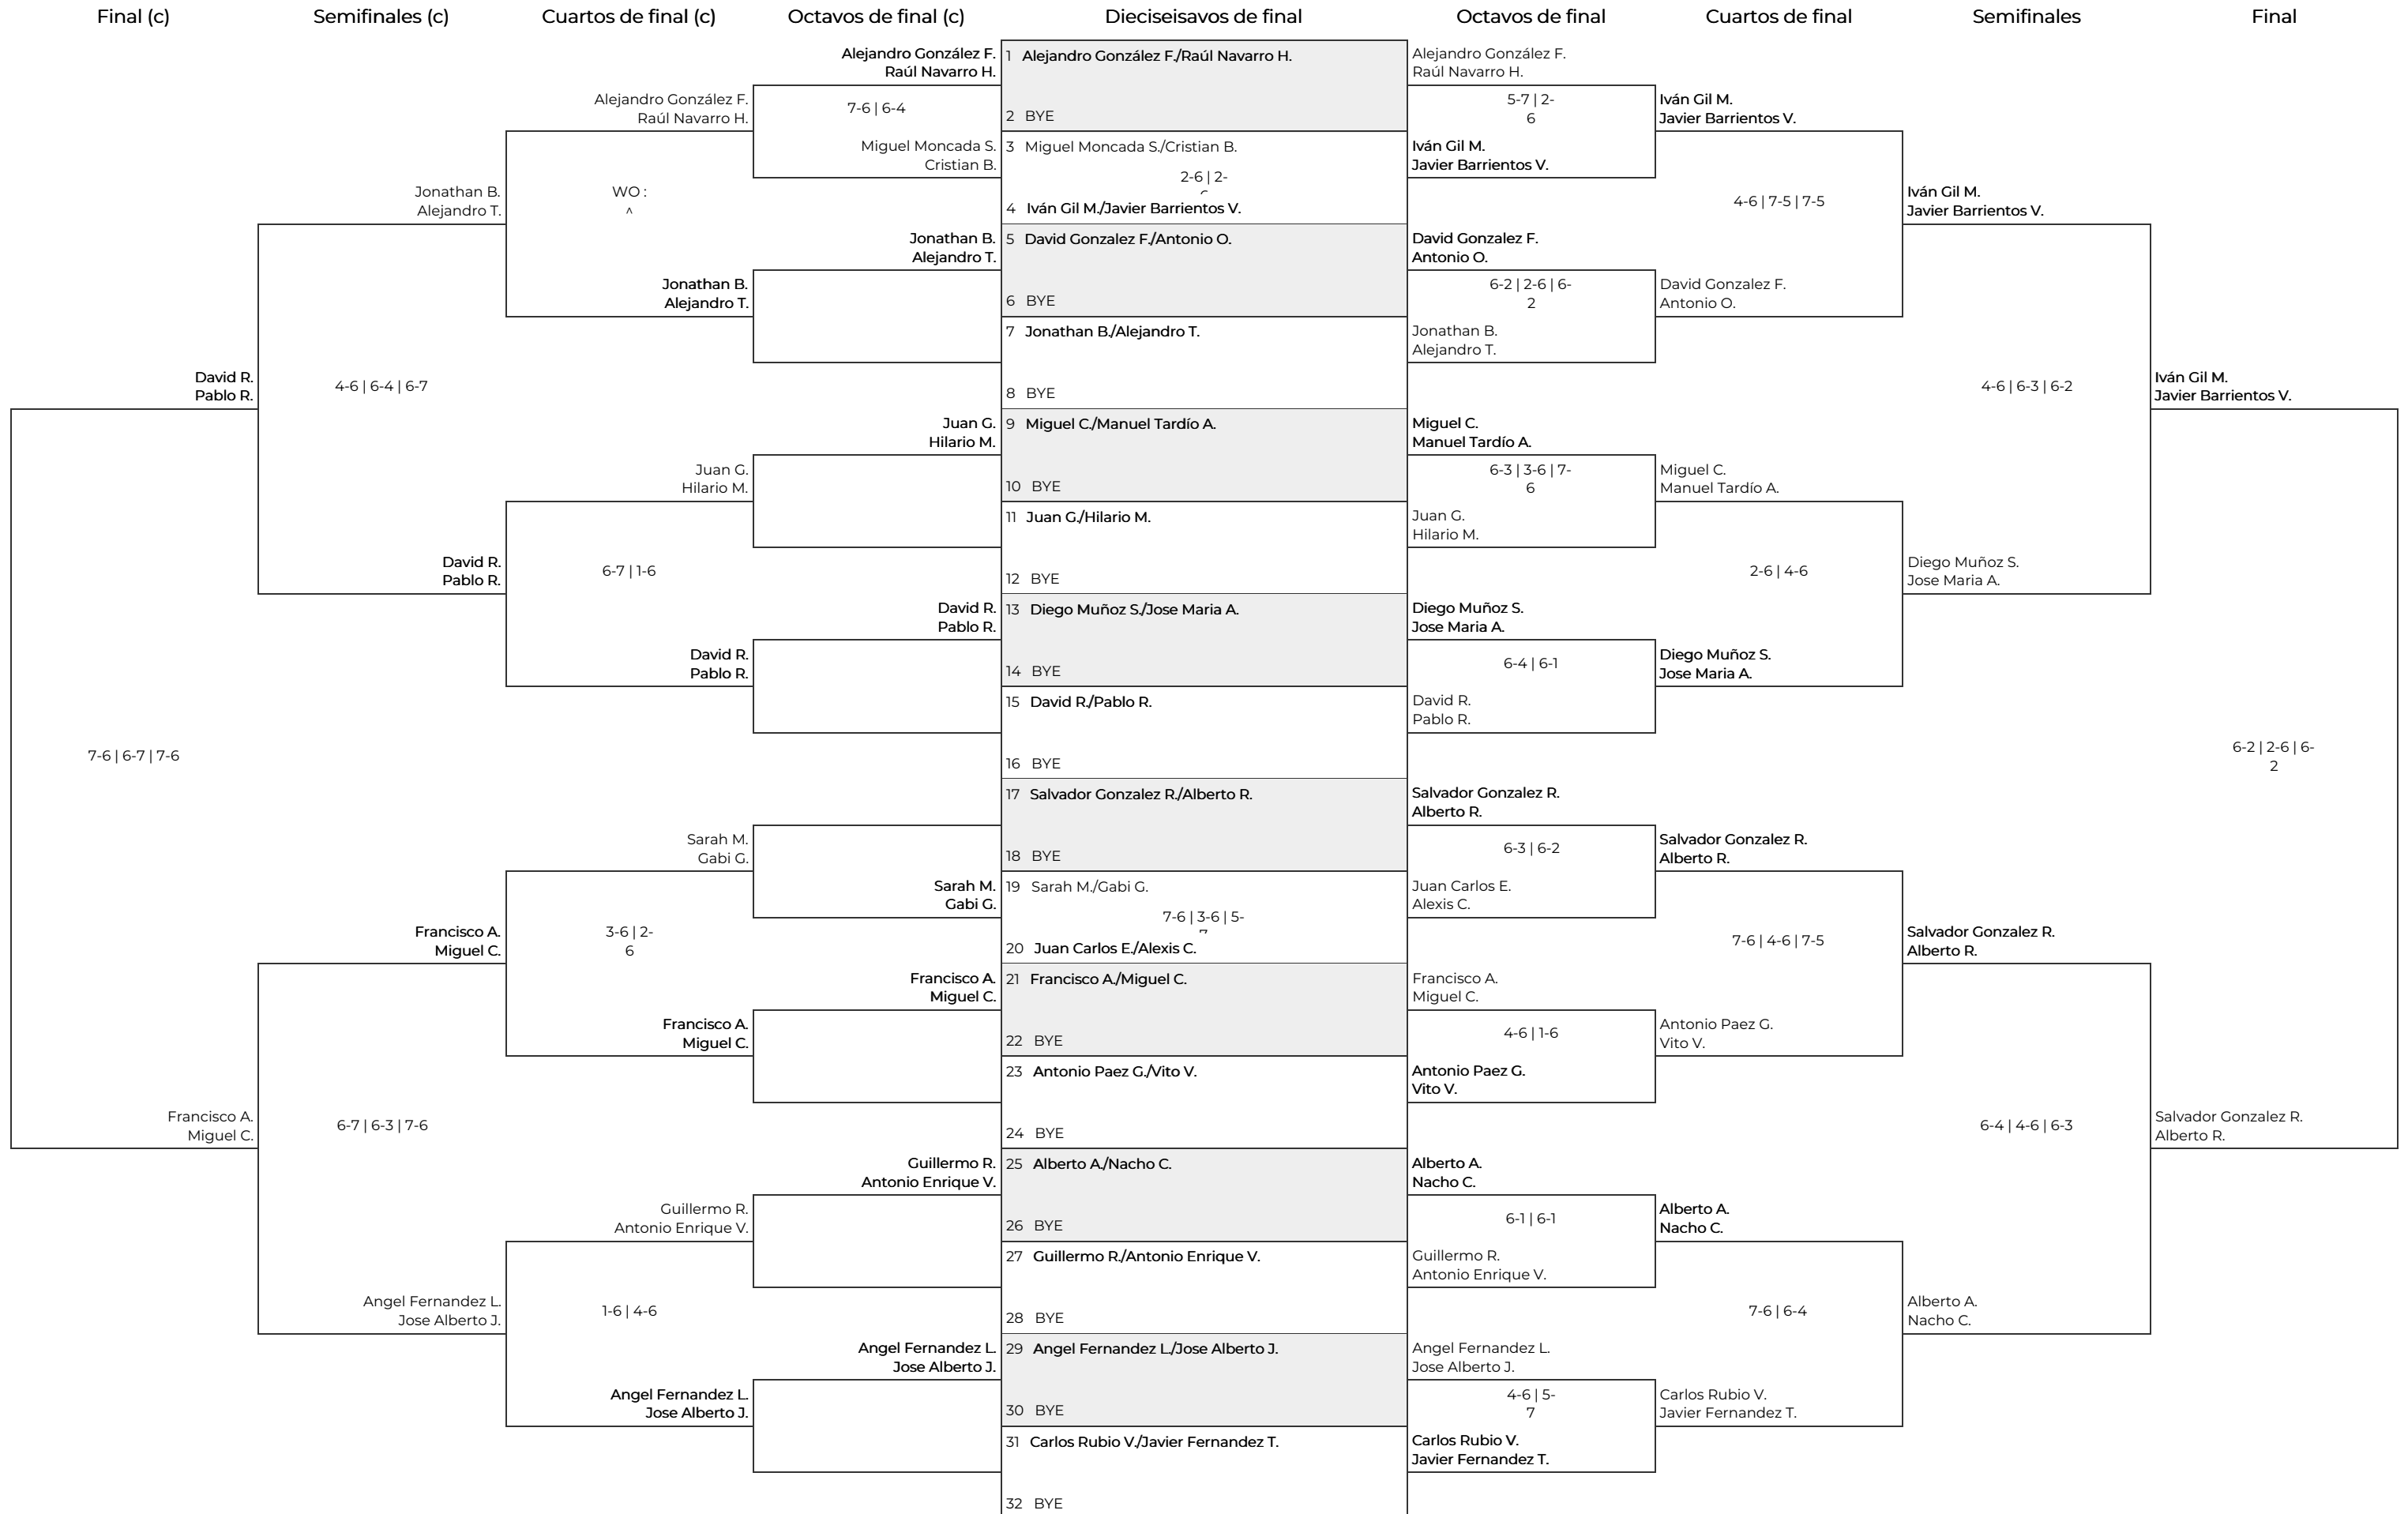 Final (c)
Semifinales (c)
Cuartos de final (c)
Octavos de final (c)
Dieciseisavos de final
Octavos de final
Cuartos de final
Semifinales
Final
David R.
Pablo R.
7-6 | 6-7 | 7-6
Francisco A.
Miguel C.
Jonathan B.
Alejandro T.
4-6 | 6-4 | 6-7
David R.
Pablo R.
Francisco A.
Miguel C.
6-7 | 6-3 | 7-6
Angel Fernandez L.
Jose Alberto J.
Alejandro González F.
Raúl Navarro H.
WO :
^
Jonathan B.
Alejandro T.
Juan G.
Hilario M.
6-7 | 1-6
David R.
Pablo R.
Sarah M.
Gabi G.
3-6 | 2-
6
Francisco A.
Miguel C.
Guillermo R.
Antonio Enrique V.
1-6 | 4-6
Angel Fernandez L.
Jose Alberto J.
Alejandro González F.
Raúl Navarro H.
7-6 | 6-4
Miguel Moncada S.
Cristian B.
Jonathan B.
Alejandro T.
Juan G.
Hilario M.
David R.
Pablo R.
Sarah M.
Gabi G.
Francisco A.
Miguel C.
Guillermo R.
Antonio Enrique V.
Angel Fernandez L.
Jose Alberto J.
1 Alejandro González F./Raúl Navarro H.
2 BYE
3 Miguel Moncada S./Cristian B.
2-6 | 2-
4 Iván Gil M./Javier Barrientos V.
5 David Gonzalez F./Antonio O.
6 BYE
7 Jonathan B./Alejandro T.
8 BYE
9 Miguel C./Manuel Tardío A.
10 BYE
11 Juan G./Hilario M.
12 BYE
13 Diego Muñoz S./Jose Maria A.
14 BYE
15 David R./Pablo R.
16 BYE
17 Salvador Gonzalez R./Alberto R.
18 BYE
19 Sarah M./Gabi G.
7-6 | 3-6 | 5-
20 Juan Carlos E./Alexis C.
21 Francisco A./Miguel C.
22 BYE
23 Antonio Paez G./Vito V.
24 BYE
25 Alberto A./Nacho C.
26 BYE
27 Guillermo R./Antonio Enrique V.
28 BYE
29 Angel Fernandez L./Jose Alberto J.
30 BYE
31 Carlos Rubio V./Javier Fernandez T.
32 BYE
Alejandro González F.
Raúl Navarro H.
5-7 | 2-
6
Iván Gil M.
Javier Barrientos V.
David Gonzalez F.
Antonio O.
6-2 | 2-6 | 6-
2
Jonathan B.
Alejandro T.
Miguel C.
Manuel Tardío A.
6-3 | 3-6 | 7-
6
Juan G.
Hilario M.
Diego Muñoz S.
Jose Maria A.
6-4 | 6-1
David R.
Pablo R.
Salvador Gonzalez R.
Alberto R.
6-3 | 6-2
Juan Carlos E.
Alexis C.
Francisco A.
Miguel C.
4-6 | 1-6
Antonio Paez G.
Vito V.
Alberto A.
Nacho C.
6-1 | 6-1
Guillermo R.
Antonio Enrique V.
Angel Fernandez L.
Jose Alberto J.
4-6 | 5-
7
Carlos Rubio V.
Javier Fernandez T.
Iván Gil M.
Javier Barrientos V.
4-6 | 7-5 | 7-5
David Gonzalez F.
Antonio O.
Miguel C.
Manuel Tardío A.
2-6 | 4-6
Diego Muñoz S.
Jose Maria A.
Salvador Gonzalez R.
Alberto R.
7-6 | 4-6 | 7-5
Antonio Paez G.
Vito V.
Alberto A.
Nacho C.
7-6 | 6-4
Carlos Rubio V.
Javier Fernandez T.
Iván Gil M.
Javier Barrientos V.
4-6 | 6-3 | 6-2
Diego Muñoz S.
Jose Maria A.
Salvador Gonzalez R.
Alberto R.
6-4 | 4-6 | 6-3
Alberto A.
Nacho C.
Iván Gil M.
Javier Barrientos V.
6-2 | 2-6 | 6-
2
Salvador Gonzalez R.
Alberto R.